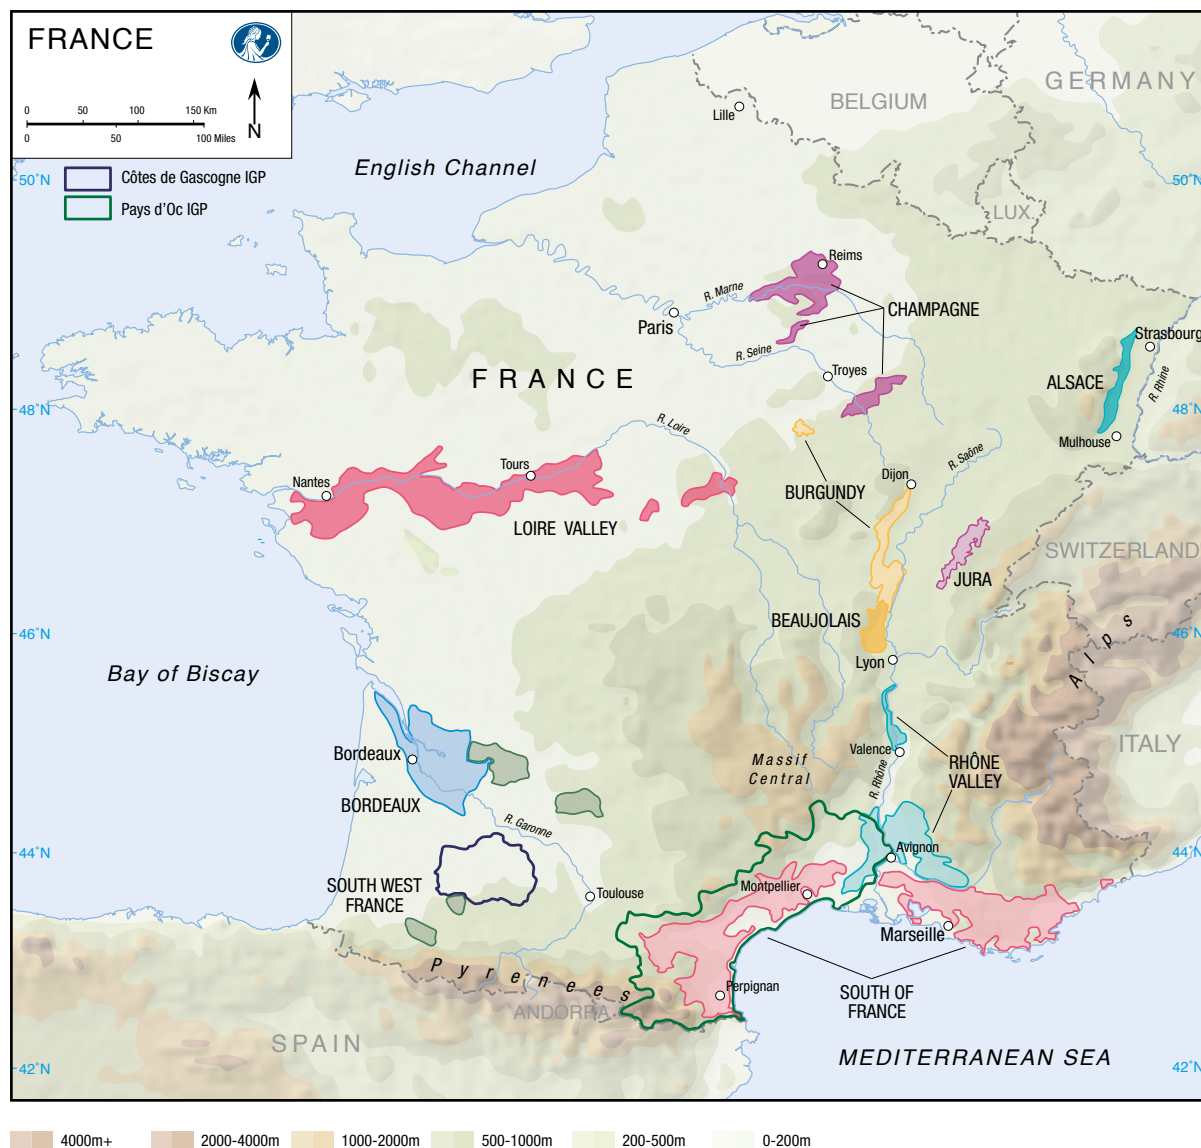 FRANCE
0 50 100 150 Km
0 50 100 Miles
N
Côtes de Gascogne IGP
Pays d'Oc IGP
50°N
50°N
English Channel
Lille
BELGIUM
GERMANY
LUX.
Reims
R. Marne
CHAMPAGNE
Paris
R. Seine
Troyes
FRANCE
Strasbourg
ALSACE
R. Rhine
48°N
48°N
Mulhouse
R. Loire
Tours
Nantes
LOIRE VALLEY
Dijon
R. Saône
BURGUNDY
SWITZERLAND
JURA
BEAUJOLAIS
46°N
46°N
Alps
Lyon
Bay of Biscay
Bordeaux
BORDEAUX
Massif
Central
Valence
R. Rhône
RHÔNE
VALLEY
ITALY
R. Garonne
44°N
44°N
Avignon
SOUTH WEST
FRANCE
Toulouse
Montpellier
Marseille
Pyrenees
Perpignan
ANDORRA
SOUTH OF
FRANCE
SPAIN
MEDITERRANEAN SEA
42°N
42°N
4000m+
2000-4000m
1000-2000m
500-1000m
200-500m
0-200m